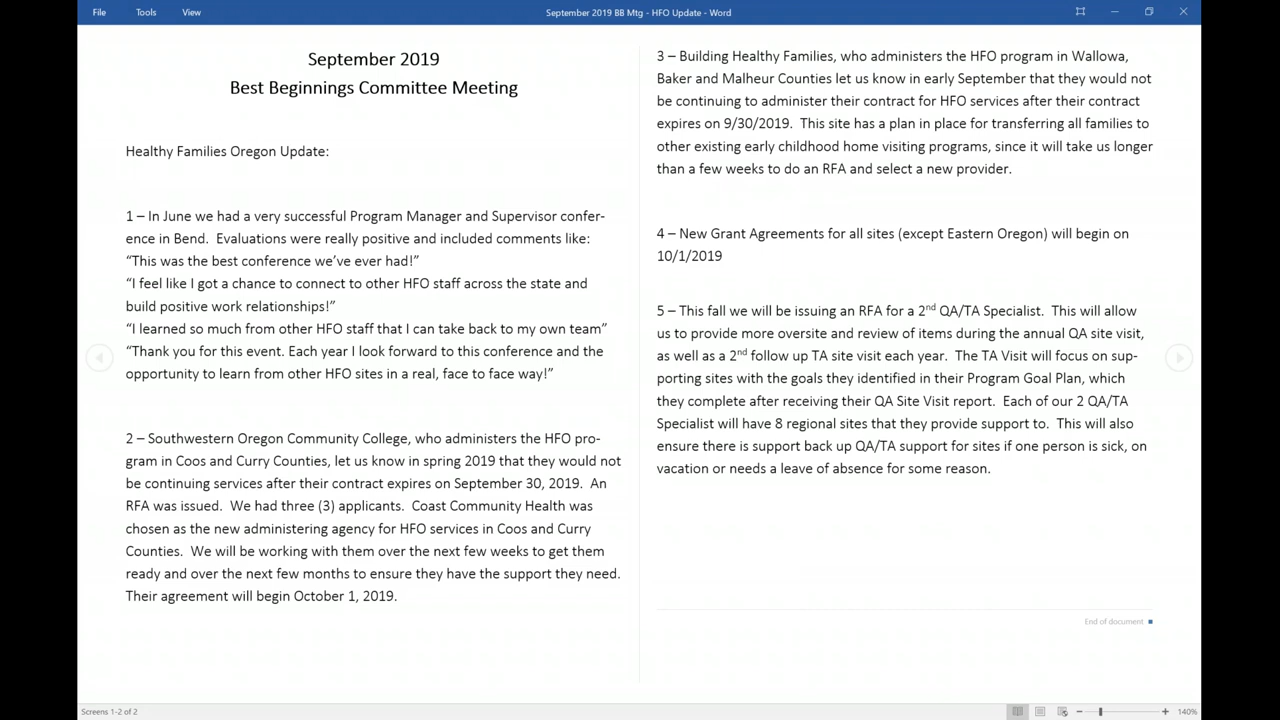 File Tools View September 2019 BB Mtg - HFO Update - Word
September 2019
Best Beginnings Committee Meeting
Healthy Families Oregon Update:
1 – In June we had a very successful Program Manager and Supervisor confer-
ence in Bend.  Evaluations were really positive and included comments like:
“This was the best conference we’ve ever had!”
“I feel like I got a chance to connect to other HFO staff across the state and
build positive work relationships!”
“I learned so much from other HFO staff that I can take back to my own team”
“Thank you for this event. Each year I look forward to this conference and the
opportunity to learn from other HFO sites in a real, face to face way!”
2 – Southwestern Oregon Community College, who administers the HFO pro-
gram in Coos and Curry Counties, let us know in spring 2019 that they would not
be continuing services after their contract expires on September 30, 2019.  An
RFA was issued.  We had three (3) applicants.  Coast Community Health was
chosen as the new administering agency for HFO services in Coos and Curry
Counties.  We will be working with them over the next few weeks to get them
ready and over the next few months to ensure they have the support they need.
Their agreement will begin October 1, 2019.
3 – Building Healthy Families, who administers the HFO program in Wallowa,
Baker and Malheur Counties let us know in early September that they would not
be continuing to administer their contract for HFO services after their contract
expires on 9/30/2019.  This site has a plan in place for transferring all families to
other existing early childhood home visiting programs, since it will take us longer
than a few weeks to do an RFA and select a new provider.
4 – New Grant Agreements for all sites (except Eastern Oregon) will begin on
10/1/2019
5 – This fall we will be issuing an RFA for a 2nd QA/TA Specialist.  This will allow
us to provide more oversite and review of items during the annual QA site visit,
as well as a 2nd follow up TA site visit each year.  The TA Visit will focus on sup-
porting sites with the goals they identified in their Program Goal Plan, which
they complete after receiving their QA Site Visit report.  Each of our 2 QA/TA
Specialist will have 8 regional sites that they provide support to.  This will also
ensure there is support back up QA/TA support for sites if one person is sick, on
vacation or needs a leave of absence for some reason.
End of document
Screens 1-2 of 2
140%